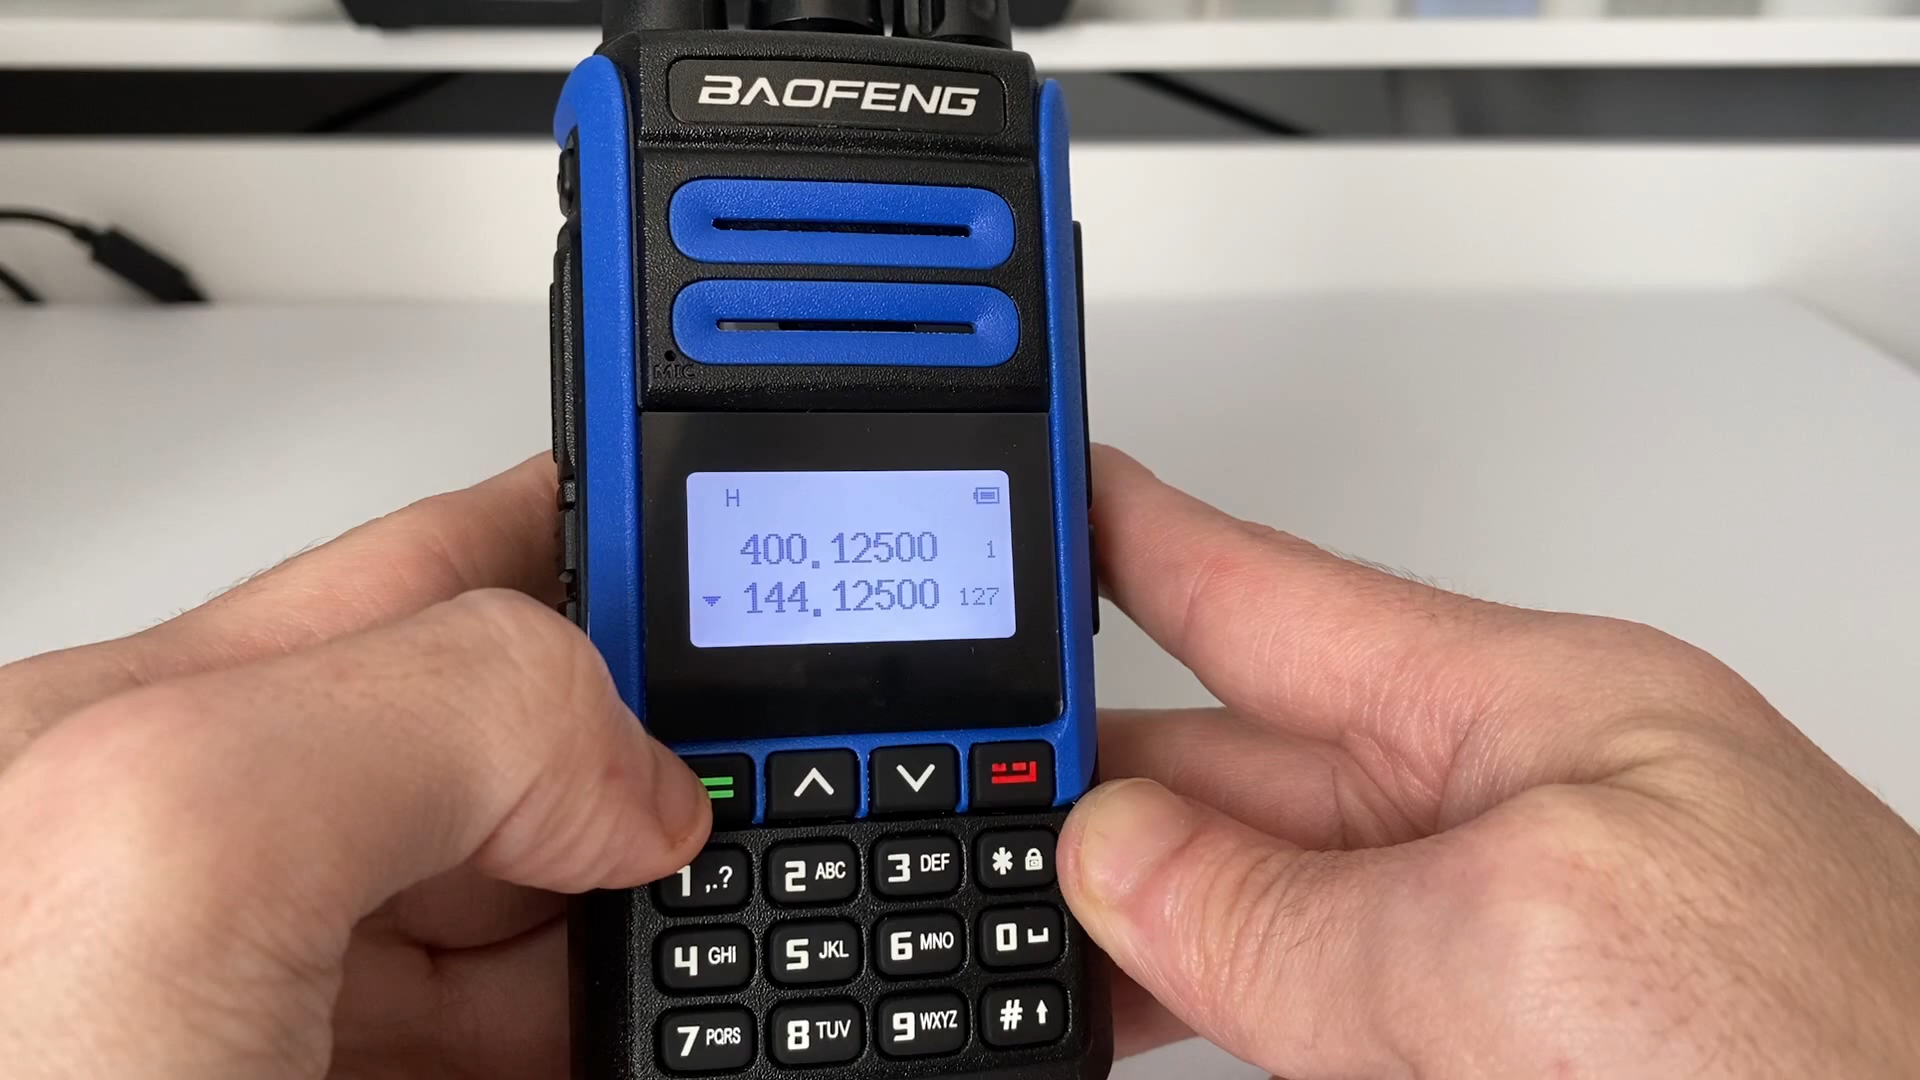 BAOFENG
MIC
H
400.12500 1
144.12500 127
1 ,.? 2 ABC 3 DEF *
4 GHI 5 JKL 6 MNO 0
7 PQRS 8 TUV 9 WXYZ #